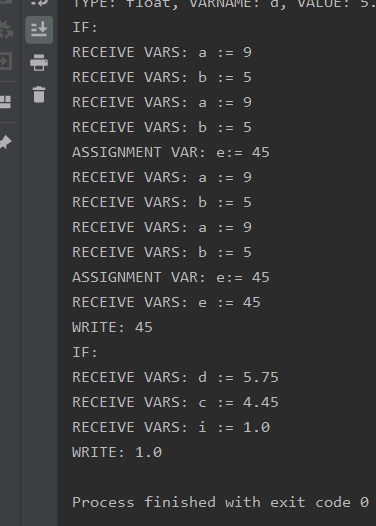 TYPE: float, VARNAME: d, VALUE: 5.
IF:
RECEIVE VARS: a := 9
RECEIVE VARS: b := 5
RECEIVE VARS: a := 9
RECEIVE VARS: b := 5
ASSIGNMENT VAR: e:= 45
RECEIVE VARS: a := 9
RECEIVE VARS: b := 5
RECEIVE VARS: a := 9
RECEIVE VARS: b := 5
ASSIGNMENT VAR: e:= 45
RECEIVE VARS: e := 45
WRITE: 45
IF:
RECEIVE VARS: d := 5.75
RECEIVE VARS: c := 4.45
RECEIVE VARS: i := 1.0
WRITE: 1.0
Process finished with exit code 0